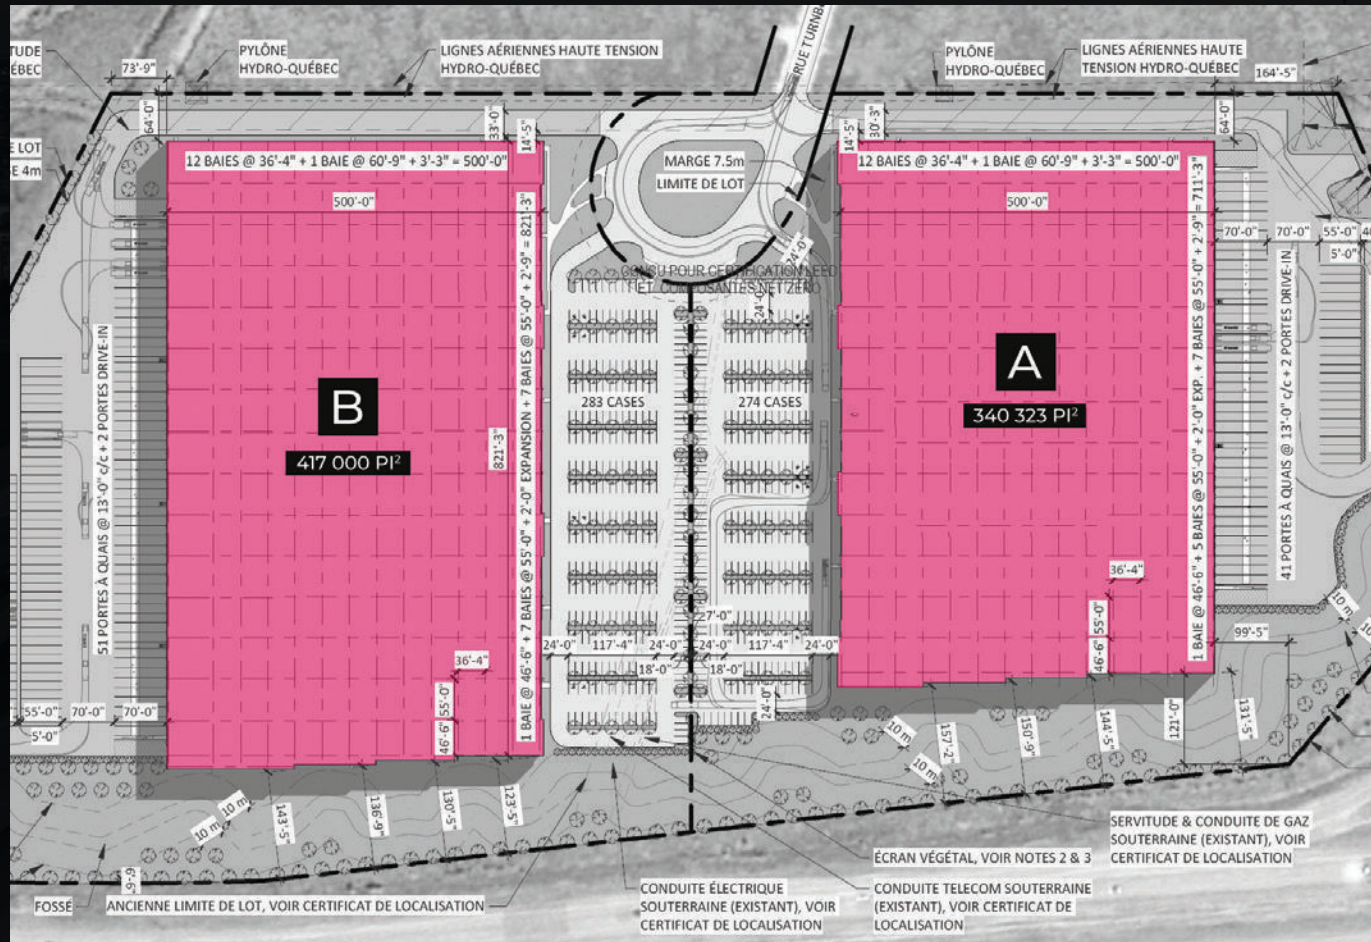 TUDE
ÉBEC
73'-9"
PYLÔNE
HYDRO-QUÉBEC
LIGNES AÉRIENNES HAUTE TENSION
HYDRO-QUÉBEC
RUE TURNB
PYLÔNE
HYDRO-QUÉBEC
LIGNES AÉRIENNES HAUTE
TENSION HYDRO-QUÉBEC
164'-5"
64'-0"
33'-0
14'-5"
14'-5"
30'-3"
64'-0"
E LOT
SE 4m
12 BAIES @ 36'-4" + 1 BAIE @ 60'-9" + 3'-3" = 500'-0"
MARGE 7.5m
LIMITE DE LOT
12 BAIES @ 36'-4" + 1 BAIE @ 60'-9" + 3'-3" = 500'-0"
500'-0"
500'-0"
70'-0"
70'-0"
55'-0"
5'-0"
24'-0"
CONÇU POUR CERTIFICATION LEED
ET COMPOSANTES NET ZÉRO
24'-0"
51 PORTES À QUAIS @ 13'-0" c/c + 2 PORTES DRIVE-IN
B
417 000 PI²
821'-3"
1 BAIE @ 46'-6" + 7 BAIES @ 55'-0" + 2'-0" EXPANSION + 7 BAIES @ 55'-0" + 2'-9" = 821'-3"
283 CASES
274 CASES
A
340 323 PI²
1 BAIE @ 46'-6" + 5 BAIES @ 55'-0" + 2'-0" EXP. + 7 BAIES @ 55'-0" + 2'-9" = 711'-3"
41 PORTES À QUAIS @ 13'-0" c/c + 2 PORTES DRIVE-IN
36'-4"
55'-0"
46'-6"
10 m
99'-5"
7'-0"
24'-0"
117'-4"
24'-0"
24'-0"
117'-4"
24'-0"
18'-0"
18'-0"
36'-4"
55'-0"
46'-6"
24'-0"
55'-0"
70'-0"
70'-0"
5'-0"
10 m
10 m
157'-2"
150'-9"
144'-5"
121'-0"
131'-5"
10 m
10 m
143'-5"
136'-9"
130'-5"
123'-5"
SERVITUDE & CONDUITE DE GAZ
SOUTERRAINE (EXISTANT), VOIR
CERTIFICAT DE LOCALISATION
ÉCRAN VÉGÉTAL, VOIR NOTES 2 & 3
FOSSÉ
ANCIENNE LIMITE DE LOT, VOIR CERTIFICAT DE LOCALISATION
CONDUITE ÉLECTRIQUE
SOUTERRAINE (EXISTANT), VOIR
CERTIFICAT DE LOCALISATION
CONDUITE TELECOM SOUTERRAINE
(EXISTANT), VOIR CERTIFICAT DE
LOCALISATION